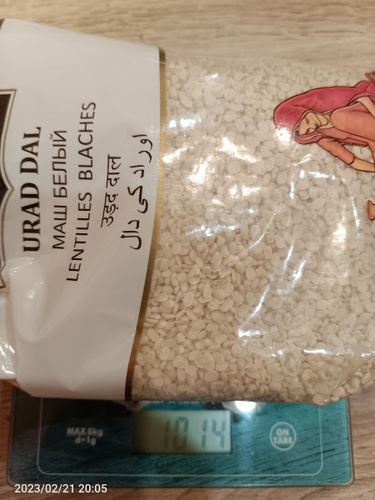 URAD DAL
МАШ БЕЛЫЙ
LENTILLES BLACHES
उड़द दाल
اوراد کی دال
MAX 8kg
d=1g
1014
ON
TARE
2023/02/21 20:05